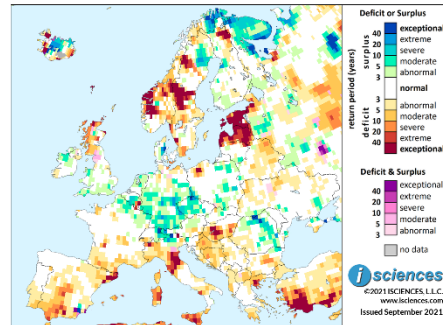 Deficit or Surplus
exceptional
40
extreme
20
severe
10
moderate
5
abnormal
3
normal
3
abnormal
5
moderate
10
severe
20
extreme
40
exceptional
return period (years)
surplus
deficit
Deficit & Surplus
exceptional
40
extreme
20
severe
10
moderate
5
abnormal
3
no data
isciences
©2021 ISCIENCES, L.L.C.
www.isciences.com
Issued September 2021